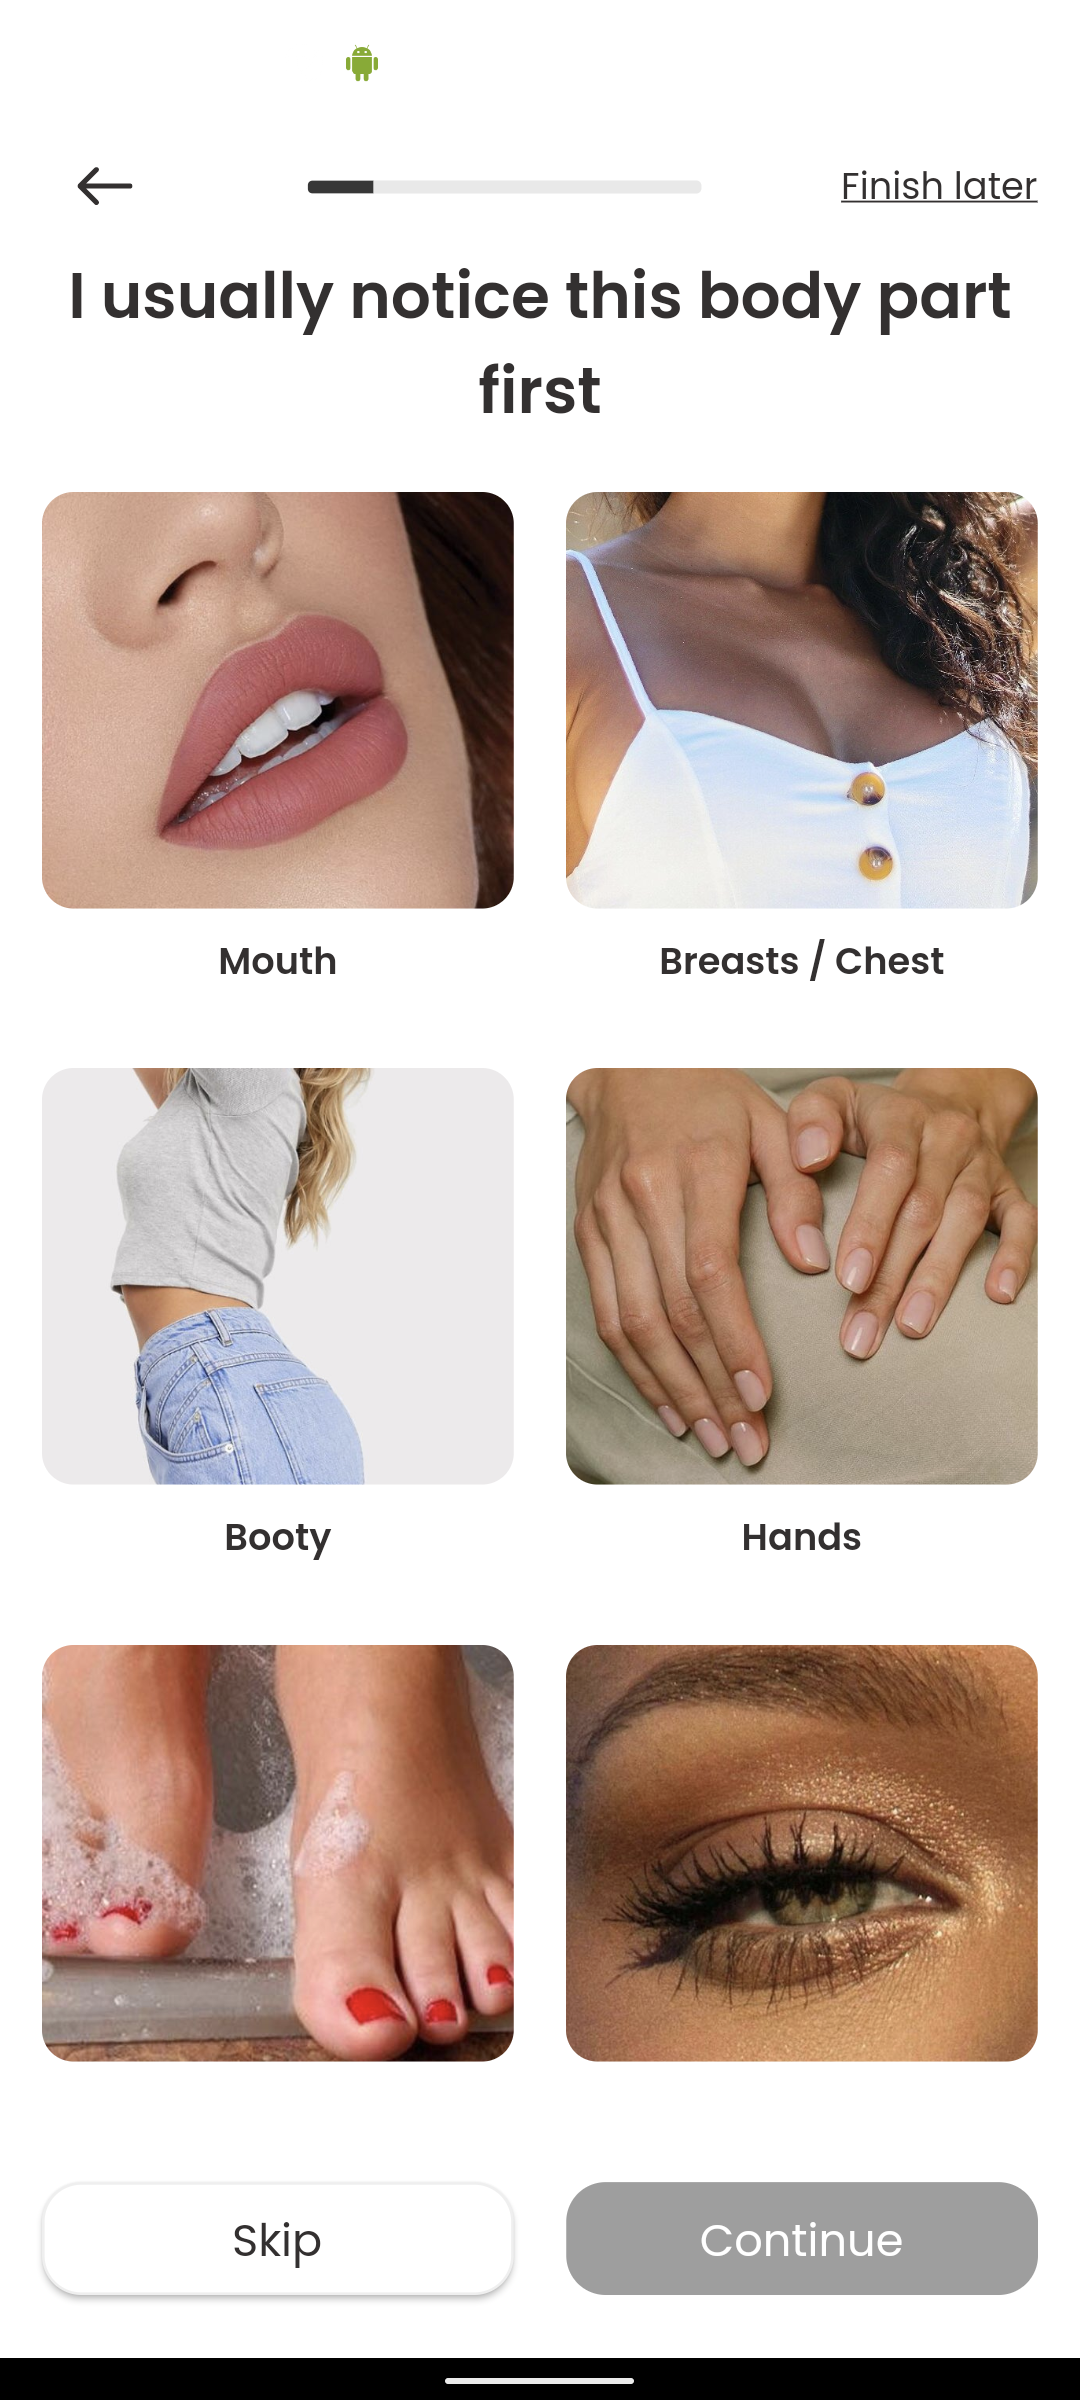 Finish later
I usually notice this body part
first
Mouth
Breasts / Chest
Booty
Hands
Skip
Continue